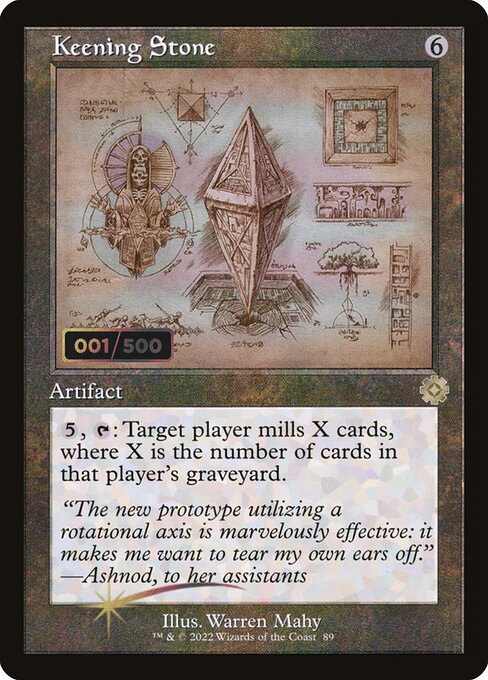 Keening Stone 6
001/500
Artifact
5, T: Target player mills X cards,
where X is the number of cards in
that player's graveyard.
"The new prototype utilizing a
rotational axis is marvelously effective: it
makes me want to tear my own ears off."
—Ashnod, to her assistants
Illus. Warren Mahy
™ & © 2022 Wizards of the Coast 89